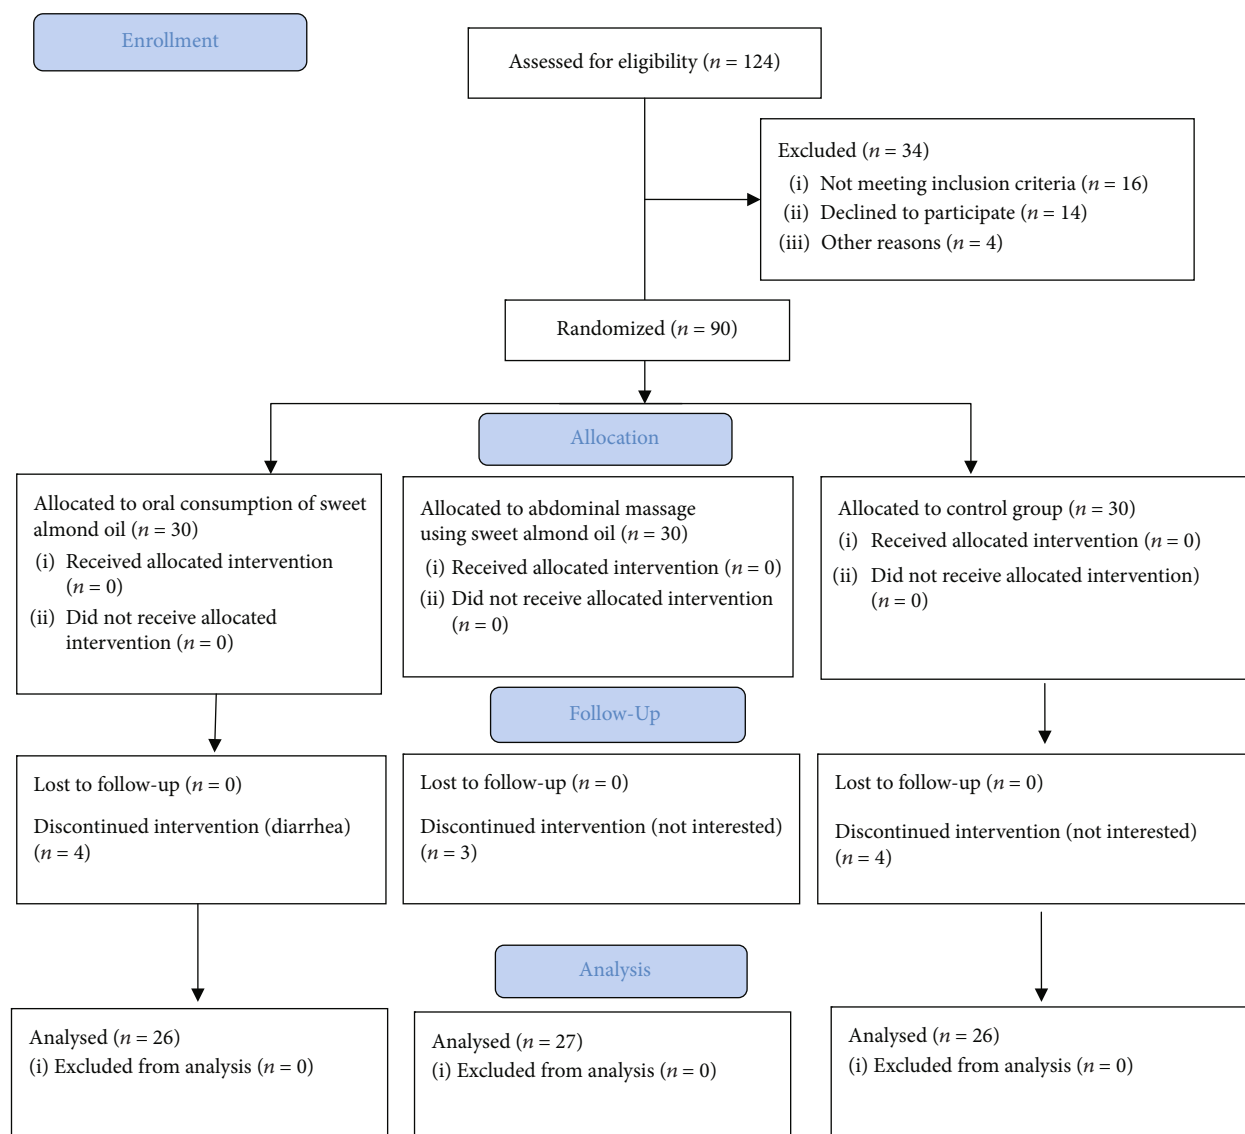 Enrollment
Assessed for eligibility (n = 124)
Excluded (n = 34)
(i) Not meeting inclusion criteria (n = 16)
(ii) Declined to participate (n = 14)
(iii) Other reasons (n = 4)
Randomized (n = 90)
Allocation
Allocated to oral consumption of sweet
almond oil (n = 30)
(i) Received allocated intervention
(n = 0)
(ii) Did not receive allocated
intervention (n = 0)
Allocated to abdominal massage
using sweet almond oil (n = 30)
(i) Received allocated intervention (n = 0)
(ii) Did not receive allocated intervention
(n = 0)
Allocated to control group (n = 30)
(i) Received allocated intervention (n = 0)
(ii) Did not receive allocated intervention)
(n = 0)
Follow-Up
Lost to follow-up (n = 0)
Discontinued intervention (diarrhea)
(n = 4)
Lost to follow-up (n = 0)
Discontinued intervention (not interested)
(n = 3)
Lost to follow-up (n = 0)
Discontinued intervention (not interested)
(n = 4)
Analysis
Analysed (n = 26)
(i) Excluded from analysis (n = 0)
Analysed (n = 27)
(i) Excluded from analysis (n = 0)
Analysed (n = 26)
(i) Excluded from analysis (n = 0)